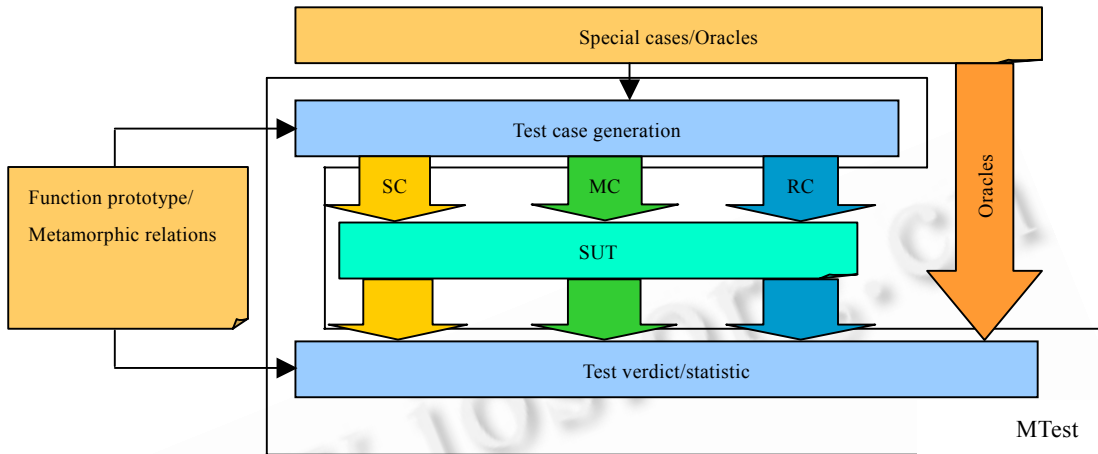 Special cases/Oracles
Test case generation
SC
MC
RC
Oracles
Function prototype/
Metamorphic relations
SUT
Test verdict/statistic
MTest